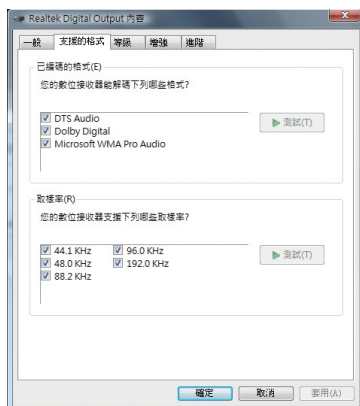 Realtek Digital Output 內容
一般 支援的格式 等級 增強 進階
已編碼的格式(E)
您的數位接收器能解碼下列哪些格式?
DTS Audio
Dolby Digital
Microsoft WMA Pro Audio
測試(T)
取樣率(R)
您的數位接收器支援下列哪些取樣率?
44.1 KHz 96.0 KHz
48.0 KHz 192.0 KHz
88.2 KHz
測試(T)
確定 取消 套用(A)